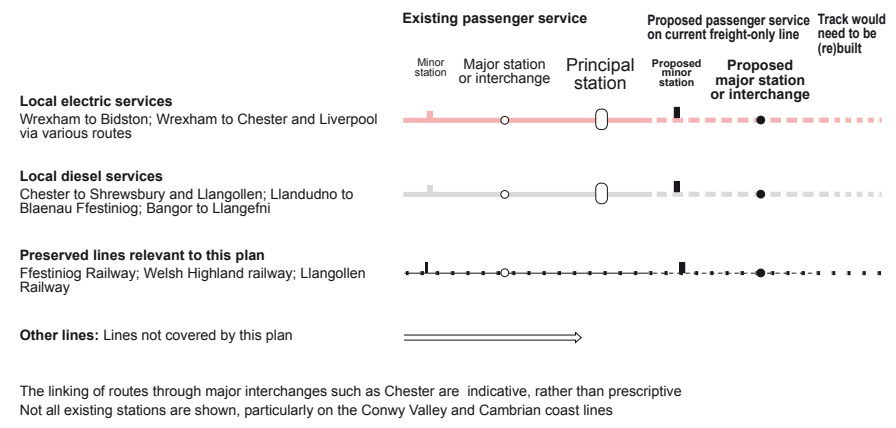 Existing passenger service
Proposed passenger service
on current freight-only line
Track would
need to be
(re)built
Minor
station
Major station
or interchange
Principal
station
Proposed
minor
station
Proposed
major station
or interchange
Local electric services
Wrexham to Bidston; Wrexham to Chester and Liverpool
via various routes
Local diesel services
Chester to Shrewsbury and Llangollen; Llandudno to
Blaenau Ffestiniog; Bangor to Llangefni
Preserved lines relevant to this plan
Ffestiniog Railway; Welsh Highland railway; Llangollen
Railway
Other lines: Lines not covered by this plan
The linking of routes through major interchanges such as Chester are indicative, rather than prescriptive
Not all existing stations are shown, particularly on the Conwy Valley and Cambrian coast lines